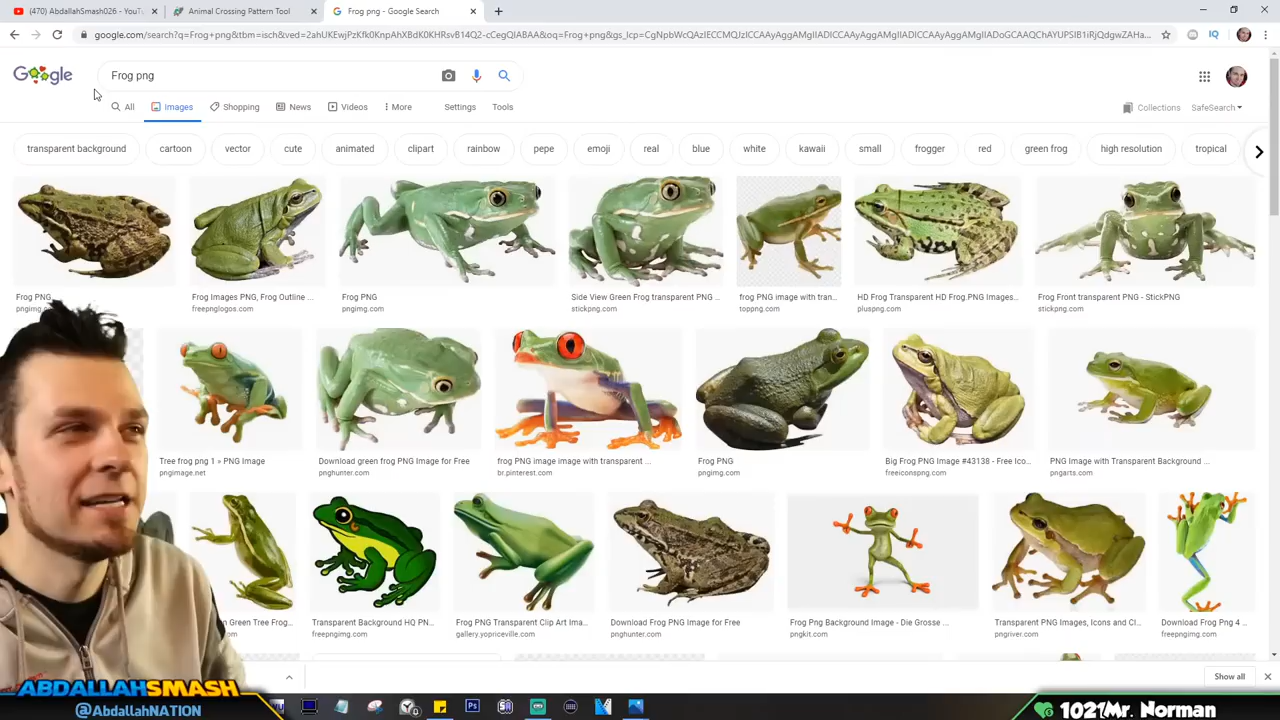 (470) AbdallahSmash026 - YouTu
Animal Crossing Pattern Tool
Frog png - Google Search
google.com/search?q=Frog+png&tbm=isch&ved=2ahUKEwjPzKfk0KnpAhXBdK0KHRsvB14Q2-cCegQIABAA&oq=Frog+png&gs_lcp=
Google
Frog png
All
Images
Shopping
News
Videos
More
Settings
Tools
Collections
SafeSearch
transparent background
cartoon
vector
cute
animated
clipart
rainbow
pepe
emoji
real
blue
white
kawaii
small
frogger
red
green frog
high resolution
tropical
Frog PNG
Frog Images PNG, Frog Outline ...
Frog PNG
Side View Green Frog transparent PNG ...
frog PNG image with tran...
HD Frog Transparent HD Frog.PNG Images...
Frog Front transparent PNG - StickPNG
pngimg.com
freepnglogos.com
pngimg.com
stickpng.com
toppng.com
pluspng.com
stickpng.com
Tree frog png 1 » PNG Image
Download green frog PNG Image for Free
frog PNG image image with transparent ...
Frog PNG
Big Frog PNG Image #43138 - Free Ico...
PNG Image with Transparent Background ...
pngimage.net
pnghunter.com
br.pinterest.com
pngimg.com
freeiconspng.com
pngarts.com
n Green Tree Frog...
Transparent Background HQ PN...
Frog PNG Transparent Clip Art Ima...
Download Frog PNG Image for Free
Frog Png Background Image - Die Grosse ...
Transparent PNG Images, Icons and Cl...
Download Frog Png 4 ...
freepngimg.com
gallery.yopriceville.com
pnghunter.com
pngkit.com
pngriver.com
freepngimg.com
Show all
ABDALLAHSMASH
@AbdallahNATION
1021Mr. Norman